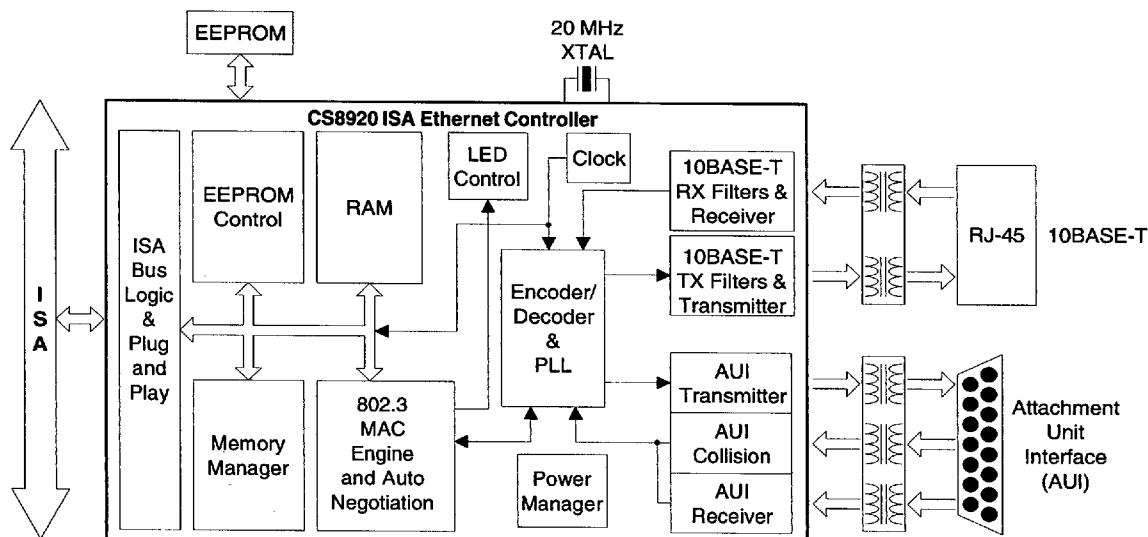 EEPROM
20 MHz
XTAL
CS8920 ISA Ethernet Controller
ISA
ISA
Bus
Logic
&
Plug
and
Play
EEPROM
Control
RAM
LED
Control
Clock
10BASE-T
RX Filters &
Receiver
10BASE-T
TX Filters &
Transmitter
RJ-45
10BASE-T
Encoder/
Decoder
&
PLL
Memory
Manager
802.3
MAC
Engine
and Auto
Negotiation
Power
Manager
AUI
Transmitter
AUI
Collision
AUI
Receiver
Attachment
Unit
Interface
(AUI)